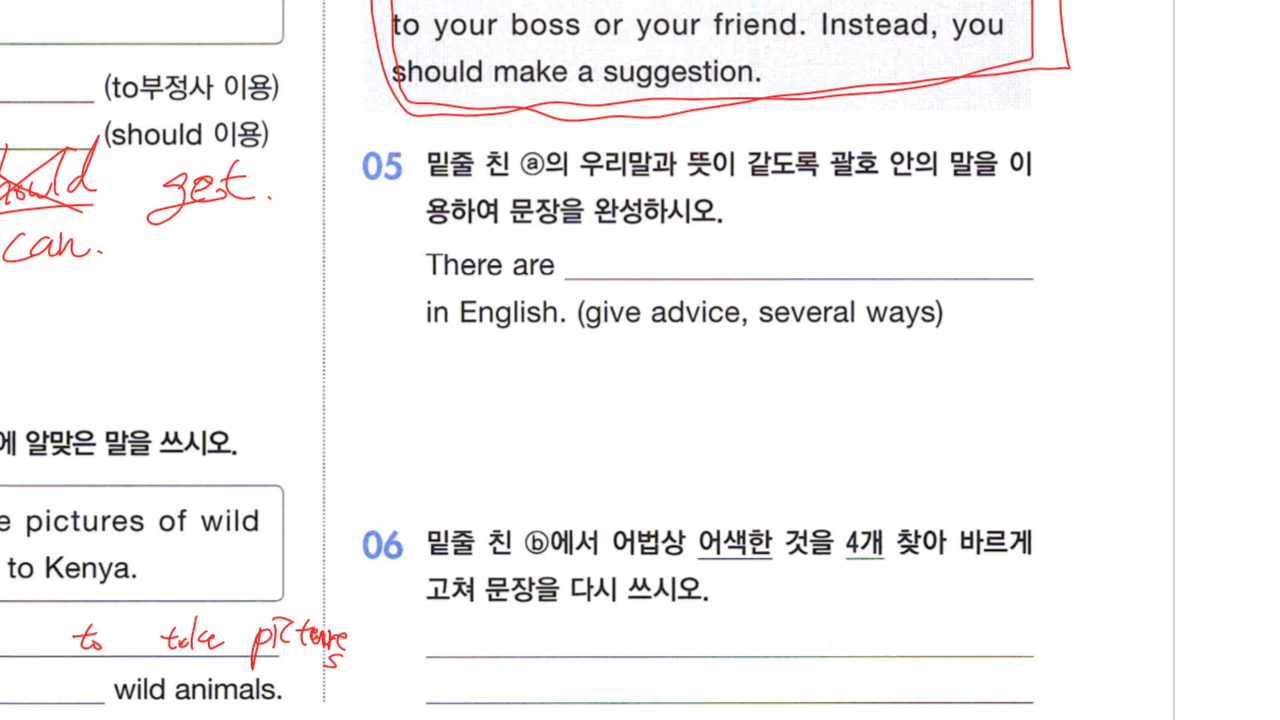 (to부정사 이용)
(should 이용)
gest.
can.
에 알맞은 말을 쓰시오.
e pictures of wild
to Kenya.
to take pictures
wild animals.
to your boss or your friend. Instead, you
should make a suggestion.
05 밑줄 친 ⓐ의 우리말과 뜻이 같도록 괄호 안의 말을 이
용하여 문장을 완성하시오.
There are
in English. (give advice, several ways)
06 밑줄 친 ⓑ에서 어법상 어색한 것을 4개 찾아 바르게
고쳐 문장을 다시 쓰시오.